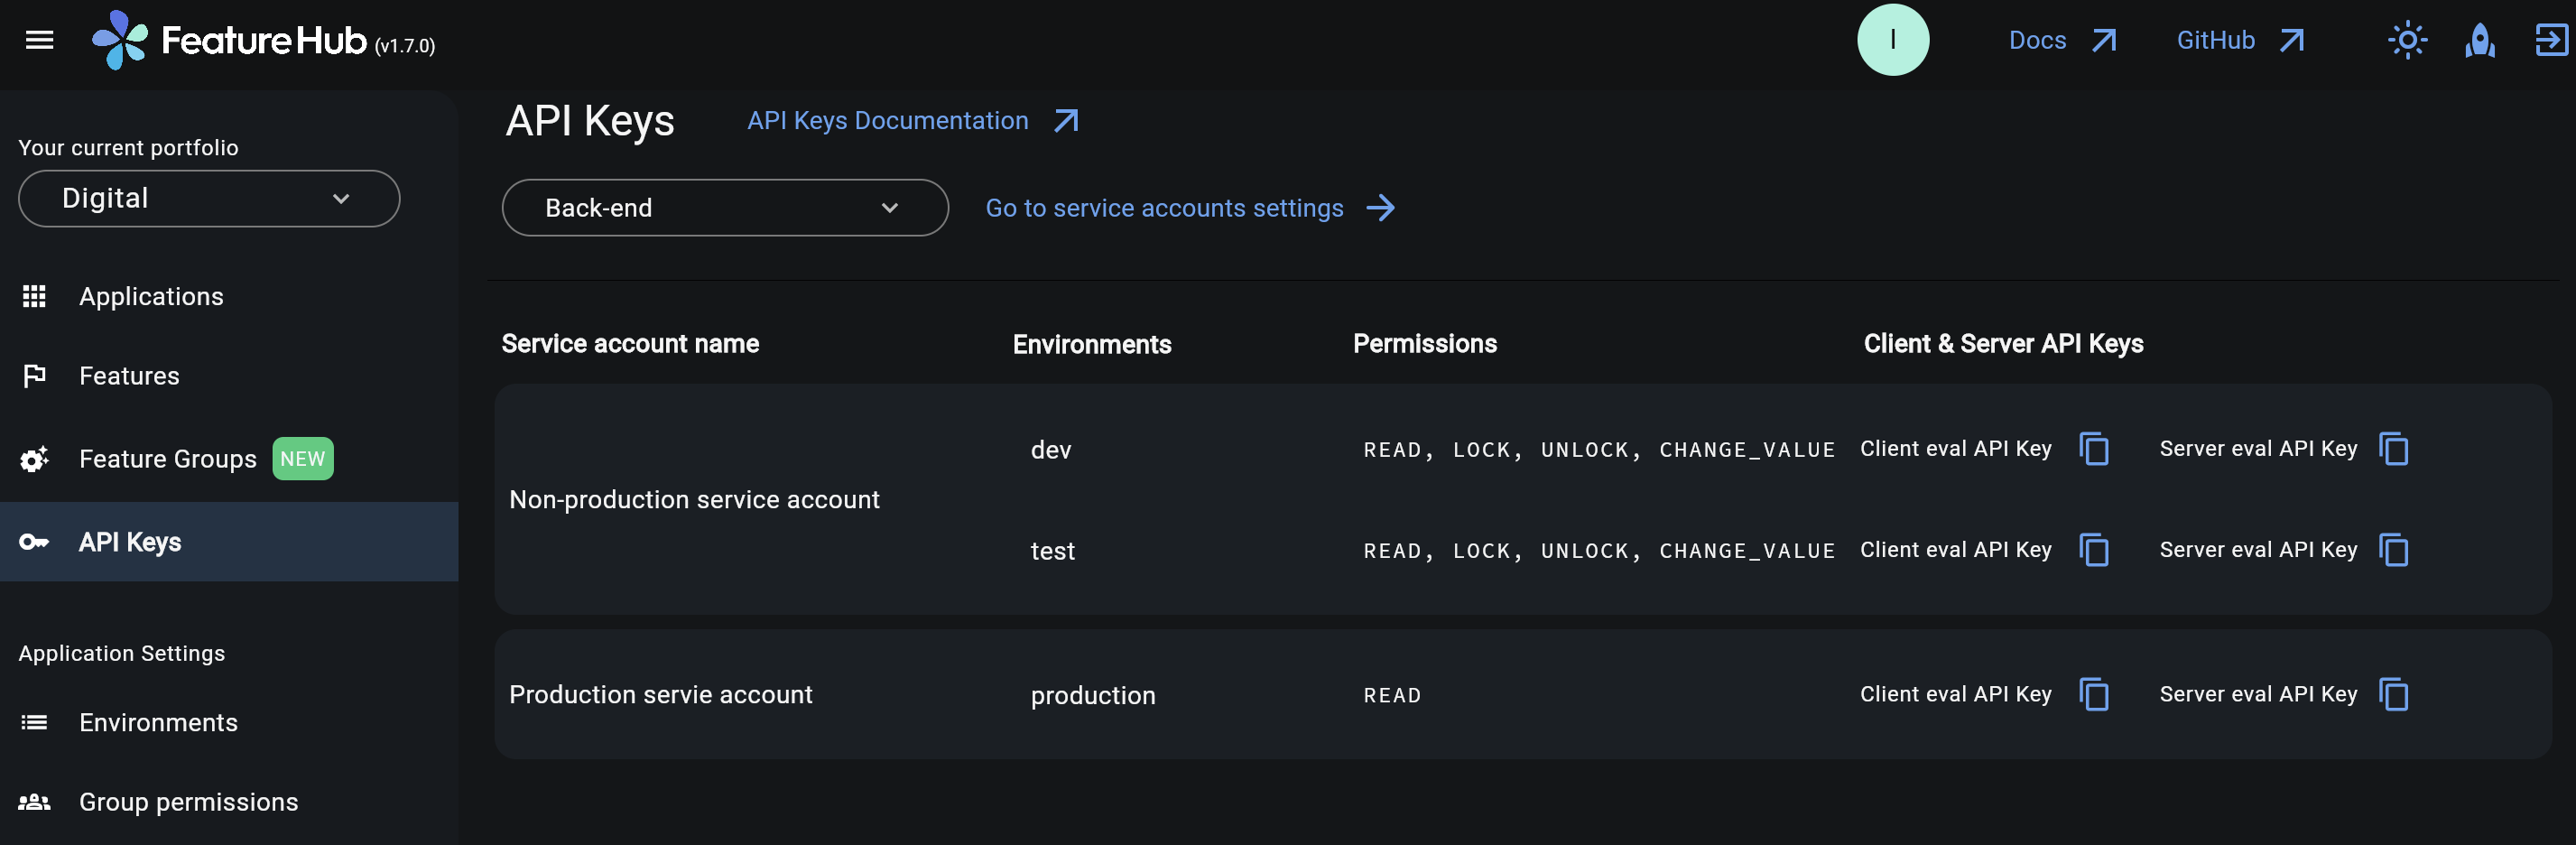 FeatureHub (v1.7.0)
I
Docs
GitHub
Your current portfolio
Digital
Applications
Features
Feature Groups NEW
API Keys
Application Settings
Environments
Group permissions
API Keys
API Keys Documentation
Back-end
Go to service accounts settings
Service account name
Environments
Permissions
Client & Server API Keys
Non-production service account
dev
READ, LOCK, UNLOCK, CHANGE_VALUE
Client eval API Key
Server eval API Key
test
READ, LOCK, UNLOCK, CHANGE_VALUE
Client eval API Key
Server eval API Key
Production servie account
production
READ
Client eval API Key
Server eval API Key